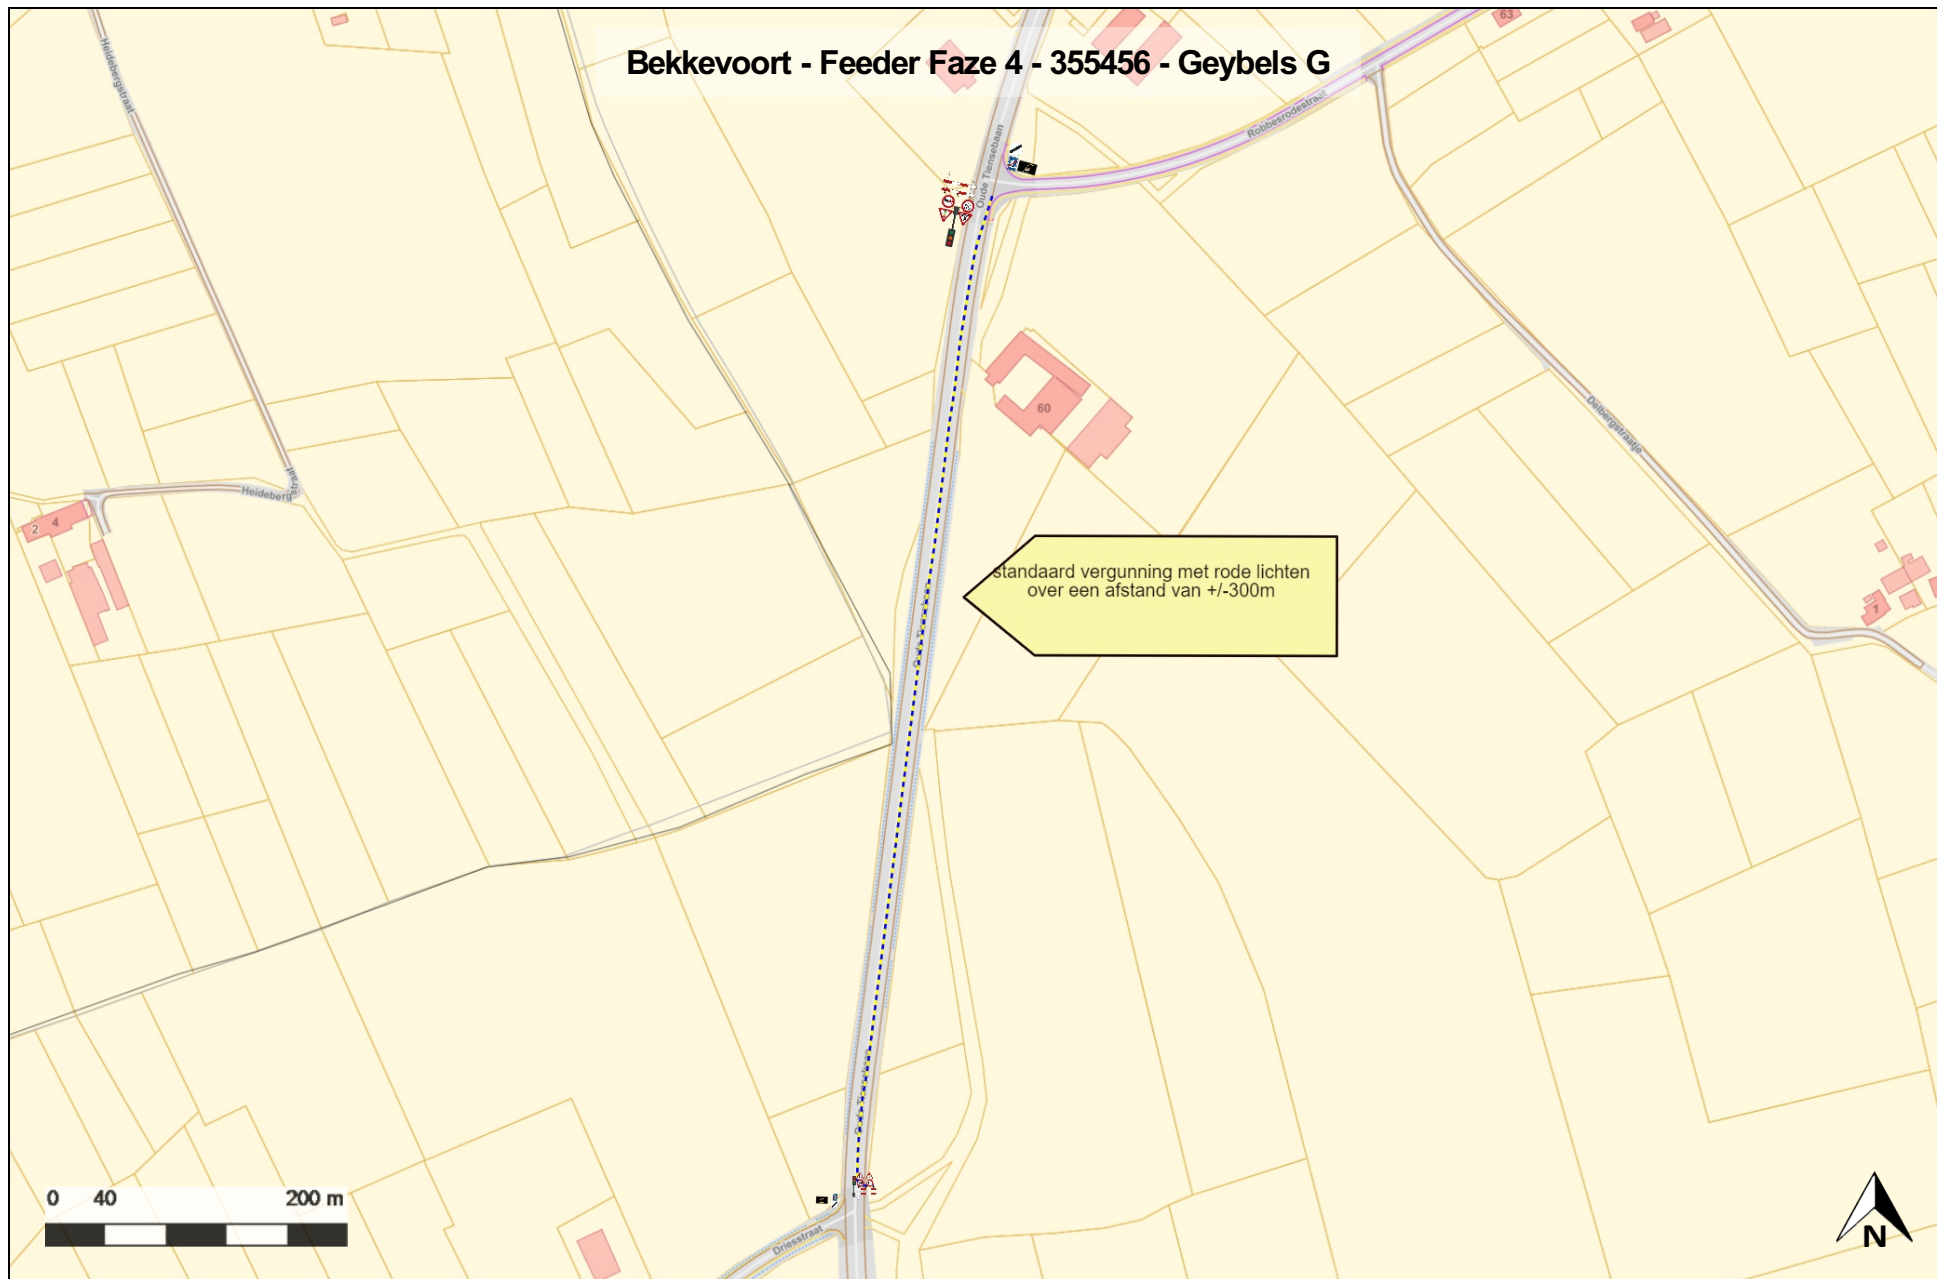 Bekkevoort - Feeder Faze 4 - 355456 - Geybels G
63
Heidebergstraat
Oude Tiensebaan
Robbesrodestraat
60
Delbergstraatje
Heidebergstraat
2
4
standaard vergunning met rode lichten
over een afstand van +/-300m
0 40 200 m
Driesstraat
N